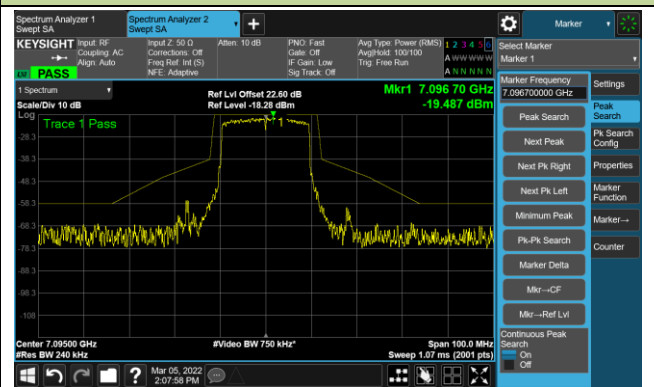 Spectrum Analyzer 1
Swept SA
Spectrum Analyzer 2
Swept SA
Marker
KEYSIGHT
Input: RF
Coupling: AC
Align: Auto
Input Z: 50 Ω
Corrections: Off
Freq Ref: Int (S)
NFE: Adaptive
Atten: 10 dB
PNO: Fast
Gate: Off
IF Gain: Low
Sig Track: Off
Avg Type: Power (RMS)
Avg|Hold: 100/100
Trig: Free Run
1 2 3 4 5 6
A W W W W W
A N N N N N
PASS
Select Marker
Marker 1
1 Spectrum
Scale/Div 10 dB
Ref Lvl Offset 22.60 dB
Ref Level -18.28 dBm
Mkr1 7.096 70 GHz
-19.487 dBm
Log
Trace 1 Pass
1
-28.3
-38.3
-48.3
-58.3
-68.3
-78.3
-88.3
-98.3
-108
Center 7.09500 GHz
#Res BW 240 kHz
#Video BW 750 kHz*
Span 100.0 MHz
Sweep 1.07 ms (2001 pts)
Marker Frequency
7.096700000 GHz
Peak Search
Next Peak
Next Pk Right
Next Pk Left
Minimum Peak
Pk-Pk Search
Marker Delta
Mkr→CF
Mkr→Ref Lvl
Continuous Peak
Search
On
Off
Settings
Peak
Search
Pk Search
Config
Properties
Marker
Function
Marker→
Counter
Mar 05, 2022
2:07:58 PM